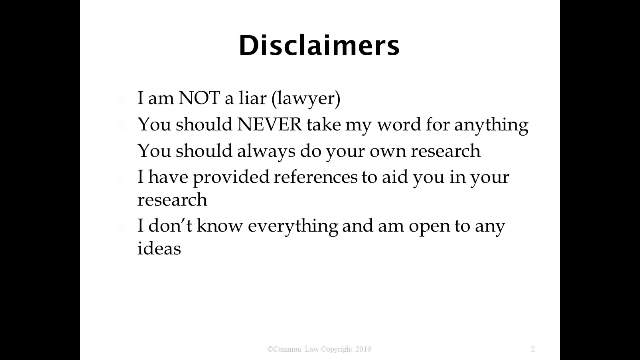 Disclaimers
I am NOT a liar (lawyer)
You should NEVER take my word for anything
You should always do your own research
I have provided references to aid you in your
research
I don't know everything and am open to any
ideas
©Common Law Copyright, 2019
2